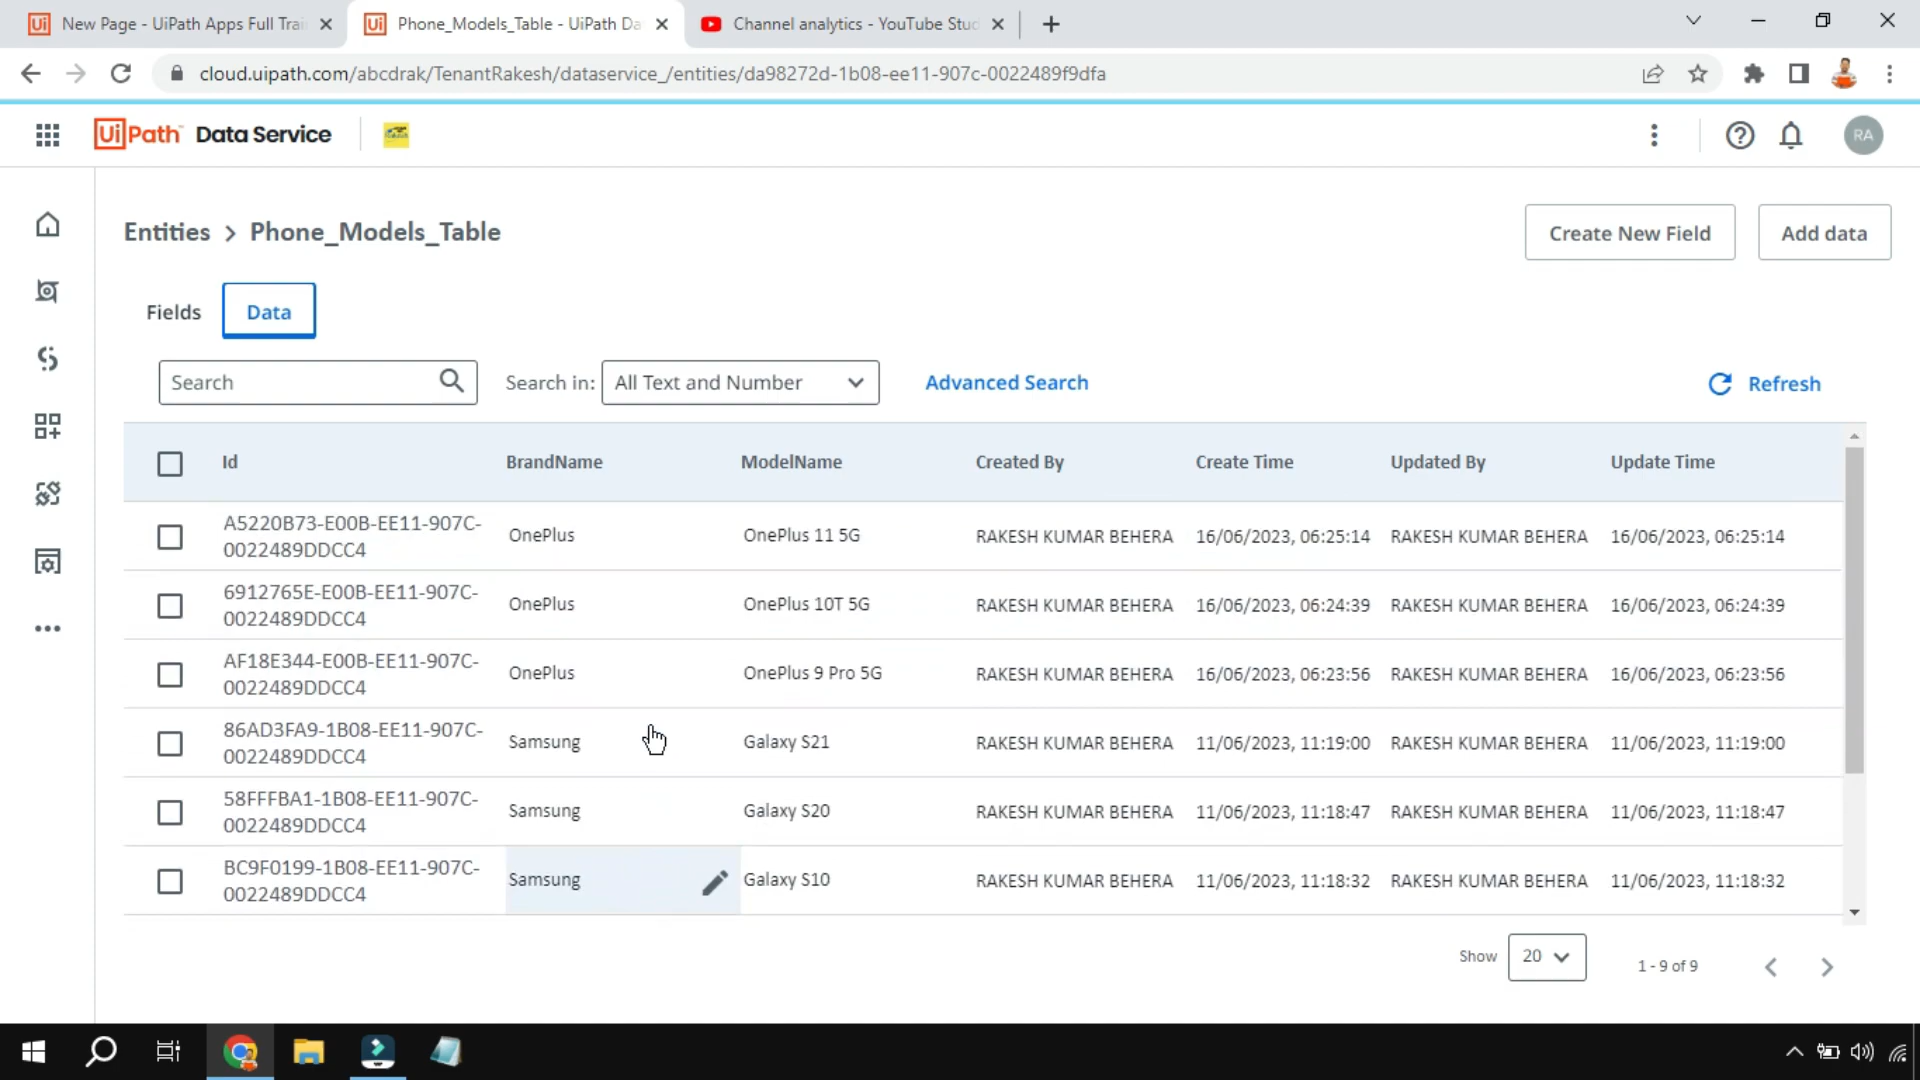 New Page - UiPath Apps Full Trai
Phone_Models_Table - UiPath Da
Channel analytics - YouTube Stud
cloud.uipath.com/abcdrak/TenantRakesh/dataservice_/entities/da98272d-1b08-ee11-907c-0022489f9dfa
UiPath Data Service
RA
Entities > Phone_Models_Table
Create New Field
Add data
Fields
Data
Search
Search in:
All Text and Number
Advanced Search
Refresh
Id BrandName ModelName Created By Create Time Updated By Update Time
A5220B73-E00B-EE11-907C-
0022489DDCC4
OnePlus OnePlus 11 5G RAKESH KUMAR BEHERA 16/06/2023, 06:25:14 RAKESH KUMAR BEHERA 16/06/2023, 06:25:14
6912765E-E00B-EE11-907C-
0022489DDCC4
OnePlus OnePlus 10T 5G RAKESH KUMAR BEHERA 16/06/2023, 06:24:39 RAKESH KUMAR BEHERA 16/06/2023, 06:24:39
AF18E344-E00B-EE11-907C-
0022489DDCC4
OnePlus OnePlus 9 Pro 5G RAKESH KUMAR BEHERA 16/06/2023, 06:23:56 RAKESH KUMAR BEHERA 16/06/2023, 06:23:56
86AD3FA9-1B08-EE11-907C-
0022489DDCC4
Samsung Galaxy S21 RAKESH KUMAR BEHERA 11/06/2023, 11:19:00 RAKESH KUMAR BEHERA 11/06/2023, 11:19:00
58FFFBA1-1B08-EE11-907C-
0022489DDCC4
Samsung Galaxy S20 RAKESH KUMAR BEHERA 11/06/2023, 11:18:47 RAKESH KUMAR BEHERA 11/06/2023, 11:18:47
BC9F0199-1B08-EE11-907C-
0022489DDCC4
Samsung Galaxy S10 RAKESH KUMAR BEHERA 11/06/2023, 11:18:32 RAKESH KUMAR BEHERA 11/06/2023, 11:18:32
Show 20 1 - 9 of 9